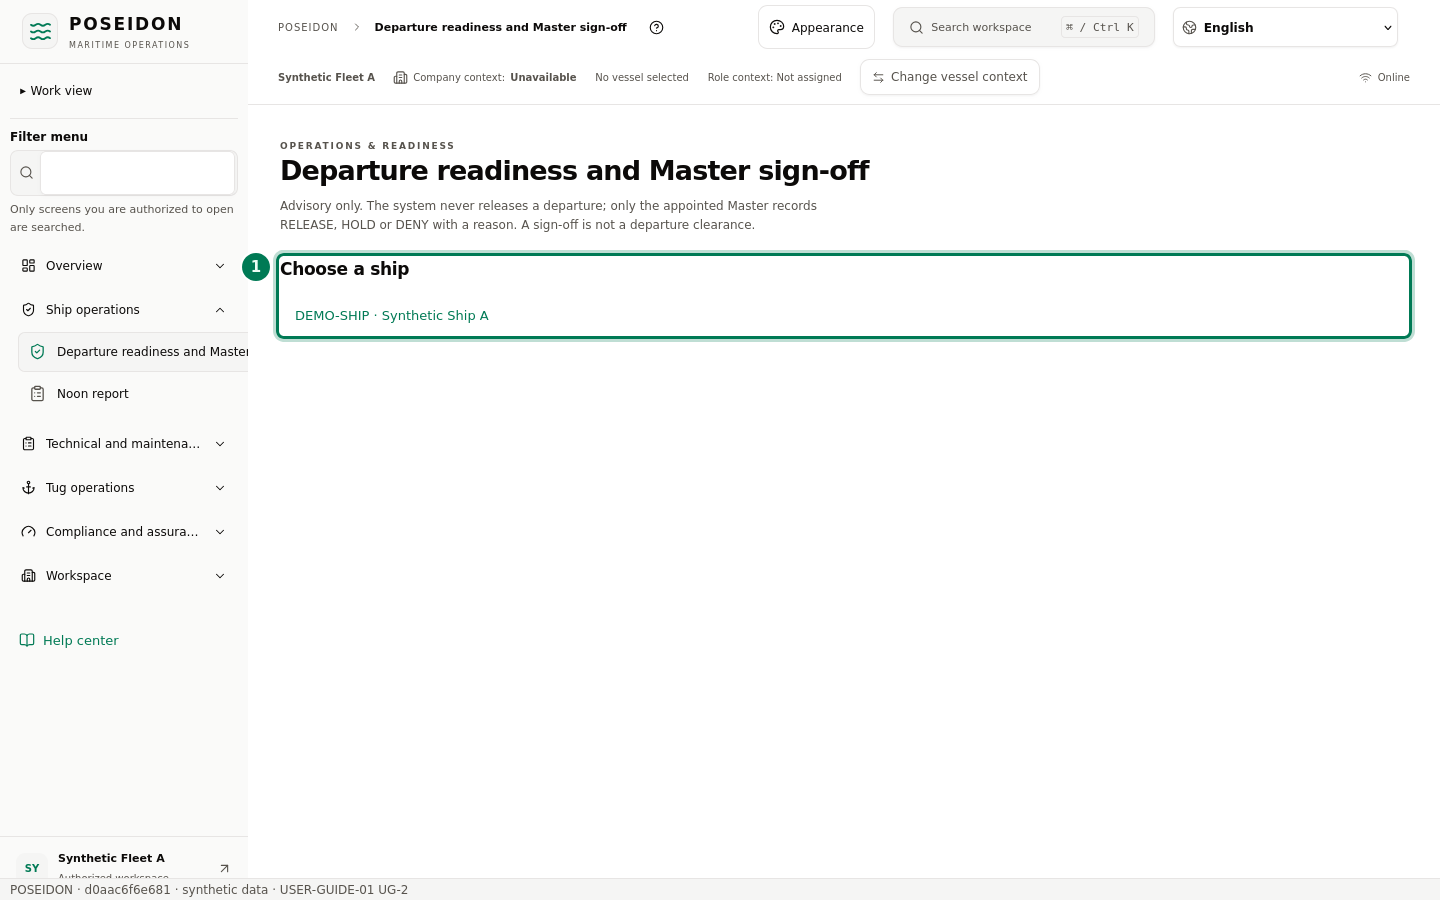 POSEIDON
MARITIME OPERATIONS
Work view
Filter menu
Only screens you are authorized to open
are searched.
Overview
Ship operations
Departure readiness and Master
Noon report
Technical and maintena...
Tug operations
Compliance and assura...
Workspace
Help center
SY
Synthetic Fleet A
Authorized workspace
POSEIDON
Departure readiness and Master sign-off
Appearance
Search workspace
⌘ / Ctrl K
English
Synthetic Fleet A
Company context: Unavailable
No vessel selected
Role context: Not assigned
Change vessel context
Online
OPERATIONS & READINESS
Departure readiness and Master sign-off
Advisory only. The system never releases a departure; only the appointed Master records
RELEASE, HOLD or DENY with a reason. A sign-off is not a departure clearance.
1
Choose a ship
DEMO-SHIP · Synthetic Ship A
POSEIDON · d0aac6f6e681 · synthetic data · USER-GUIDE-01 UG-2